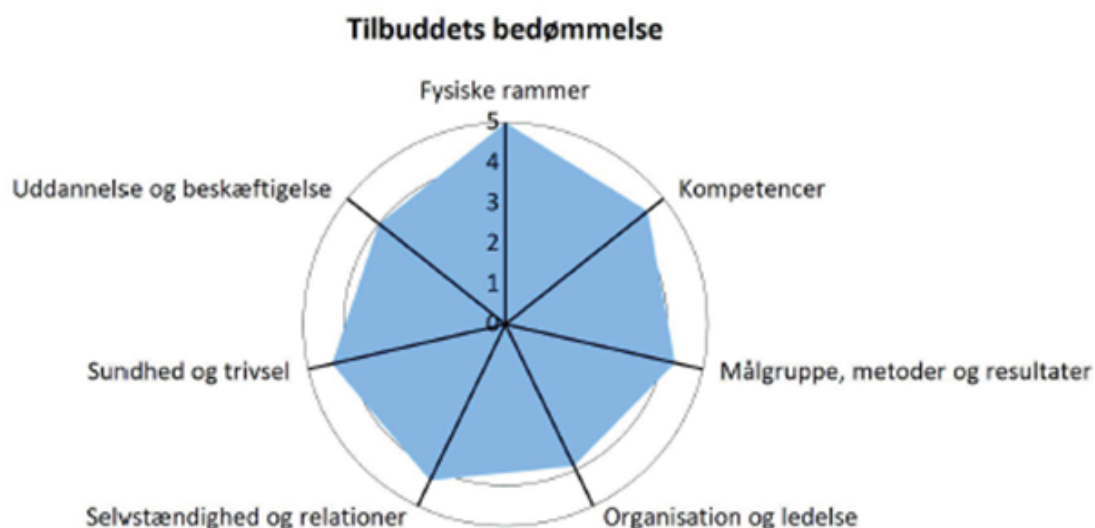 Tilbuddets bedømmelse
Fysiske rammer
5
4
Uddannelse og beskæftigelse
3
Kompetencer
2
1
0
Sundhed og trivsel
Målgruppe, metoder og resultater
Selvstændighed og relationer
Organisation og ledelse